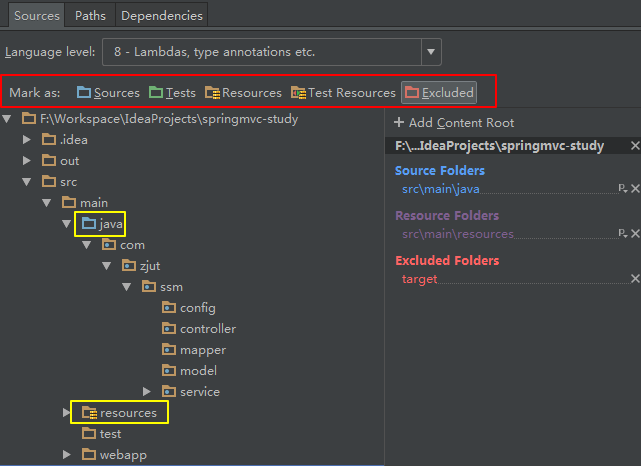 Sources Paths Dependencies
Language level: 8 - Lambdas, type annotations etc.
Mark as: Sources Tests Resources Test Resources Excluded
F:\Workspace\IdeaProjects\springmvc-study
.idea
out
src
main
java
com
zjut
ssm
config
controller
mapper
model
service
resources
test
webapp
+ Add Content Root
F:\...IdeaProjects\springmvc-study
Source Folders
src\main\java
Resource Folders
src\main\resources
Excluded Folders
target